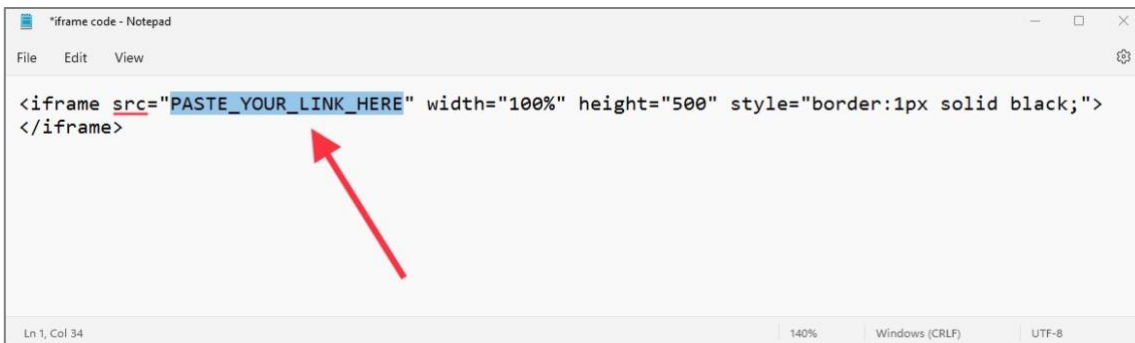 *iframe code - Notepad
File Edit View
<iframe src="PASTE_YOUR_LINK_HERE" width="100%" height="500" style="border:1px solid black;">
</iframe>
Ln 1, Col 34 140% Windows (CRLF) UTF-8